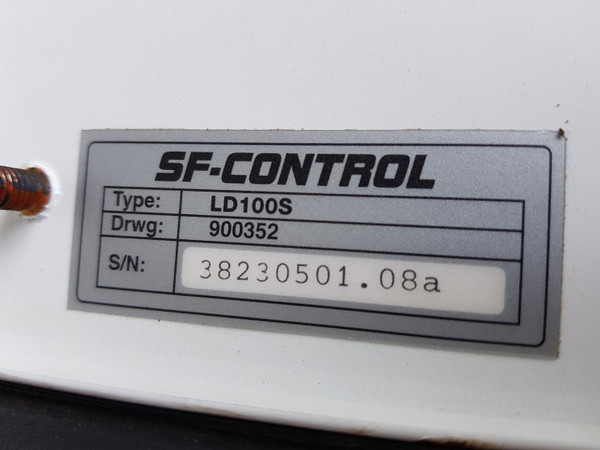 SF-CONTROL
Type: LD100S
Drwg: 900352
S/N: 38230501.08a